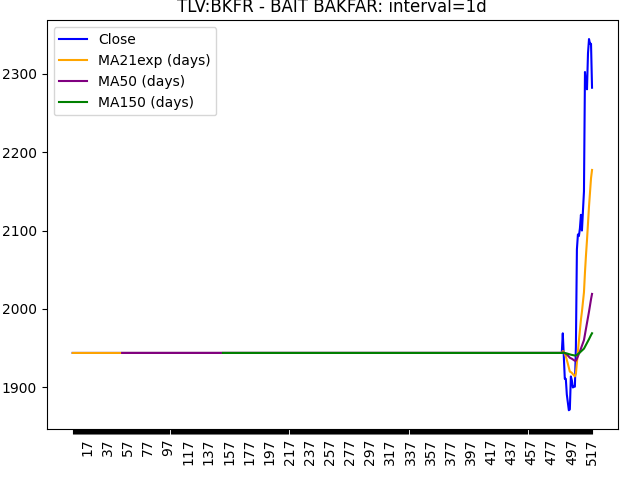 TLV:BKFR - BAIT BAKFAR: interval=1d
Close
MA21exp (days)
MA50 (days)
MA150 (days)
2300
2200
2100
2000
1900
17 37 57 77 97 117 137 157 177 197 217 237 257 277 297 317 337 357 377 397 417 437 457 477 497 517